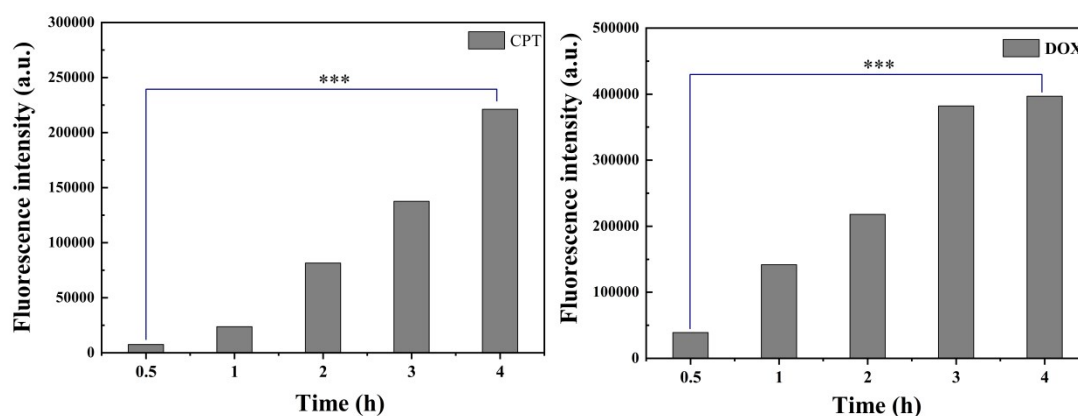 Fluorescence intensity (a.u.)
300000
250000
200000
150000
100000
50000
0
CPT
***
0.5 1 2 3 4
Time (h)
Fluorescence intensity (a.u.)
500000
400000
300000
200000
100000
0
DOX
***
0.5 1 2 3 4
Time (h)